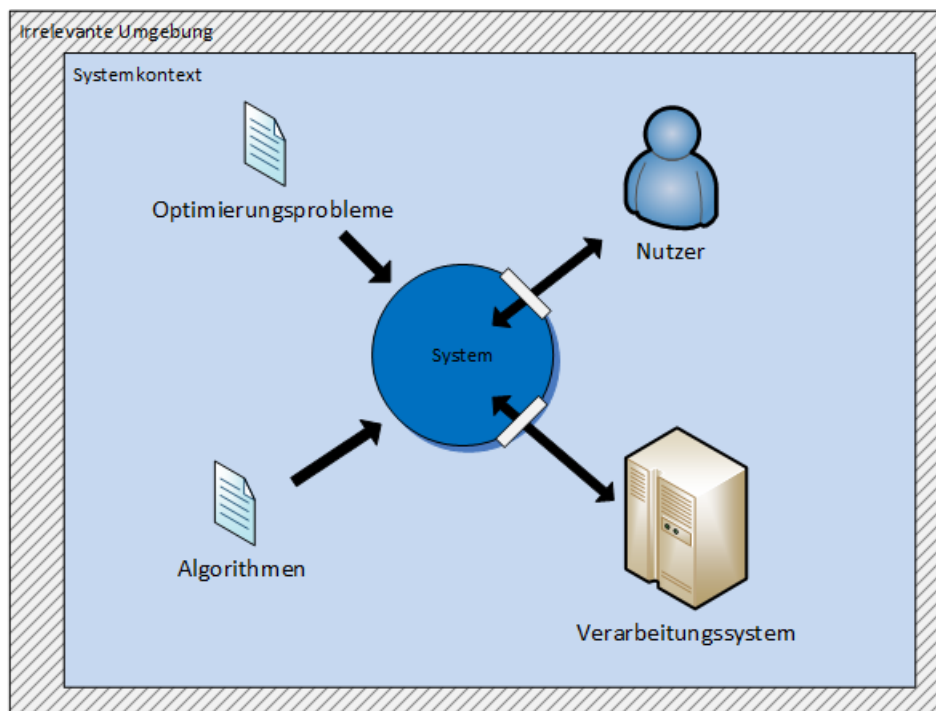 Irrelevante Umgebung
Systemkontext
Optimierungsprobleme
Nutzer
System
Algorithmen
Verarbeitungssystem